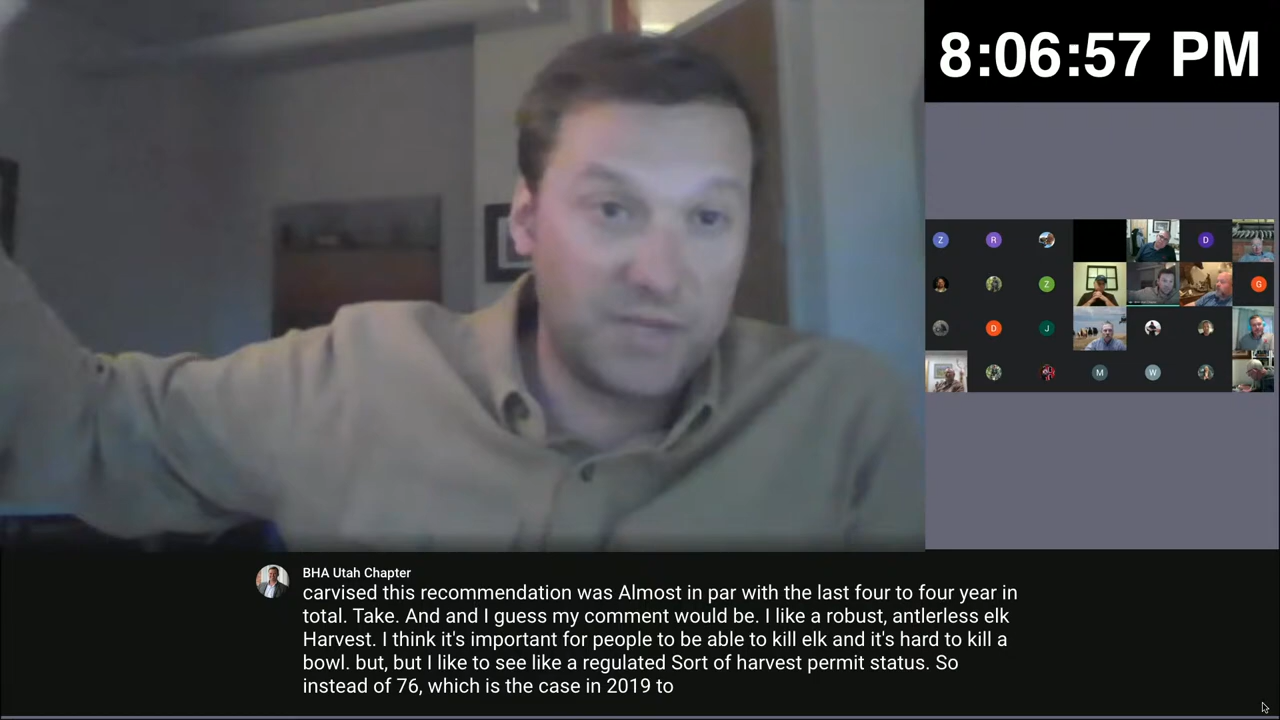 8:06:57 PM
Z
R
D
Z
G
D
J
M
W
BHA Utah Chapter
carvised this recommendation was Almost in par with the last four to four year in
total. Take. And and I guess my comment would be. I like a robust, antlerless elk
Harvest. I think it's important for people to be able to kill elk and it's hard to kill a
bowl. but, but I like to see like a regulated Sort of harvest permit status. So
instead of 76, which is the case in 2019 to